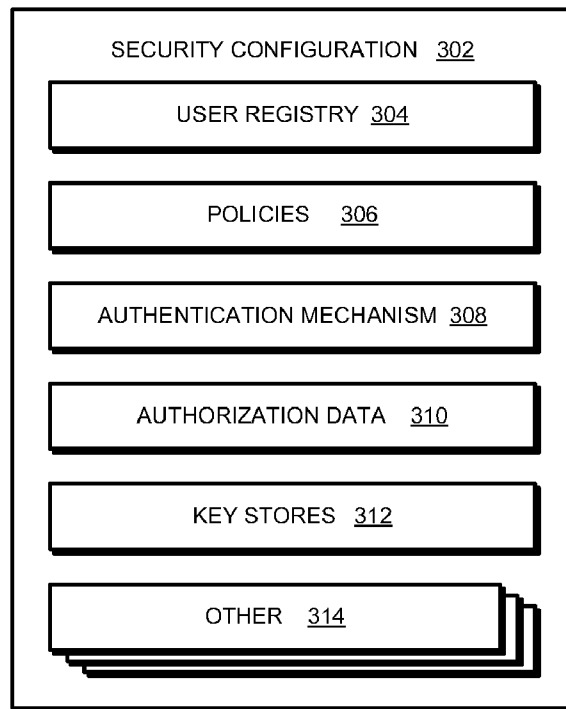 SECURITY CONFIGURATION 302
USER REGISTRY 304
POLICIES 306
AUTHENTICATION MECHANISM 308
AUTHORIZATION DATA 310
KEY STORES 312
OTHER 314